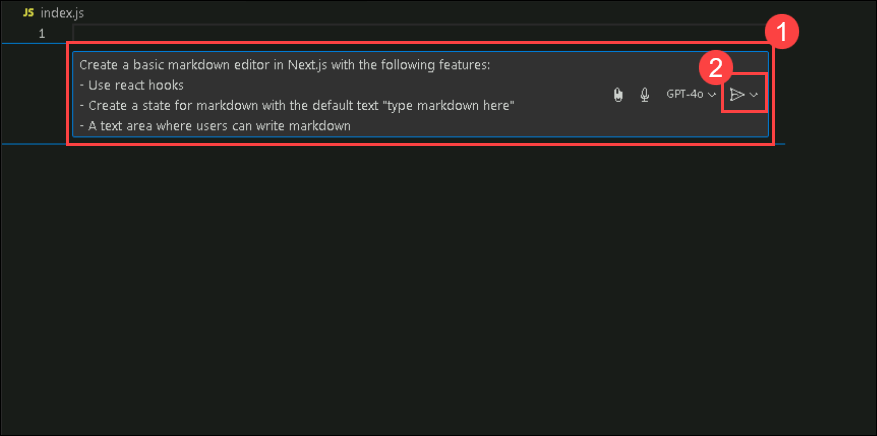 JS index.js
1
1
Create a basic markdown editor in Next.js with the following features:
- Use react hooks
2
- Create a state for markdown with the default text "type markdown here"
GPT-4o
- A text area where users can write markdown